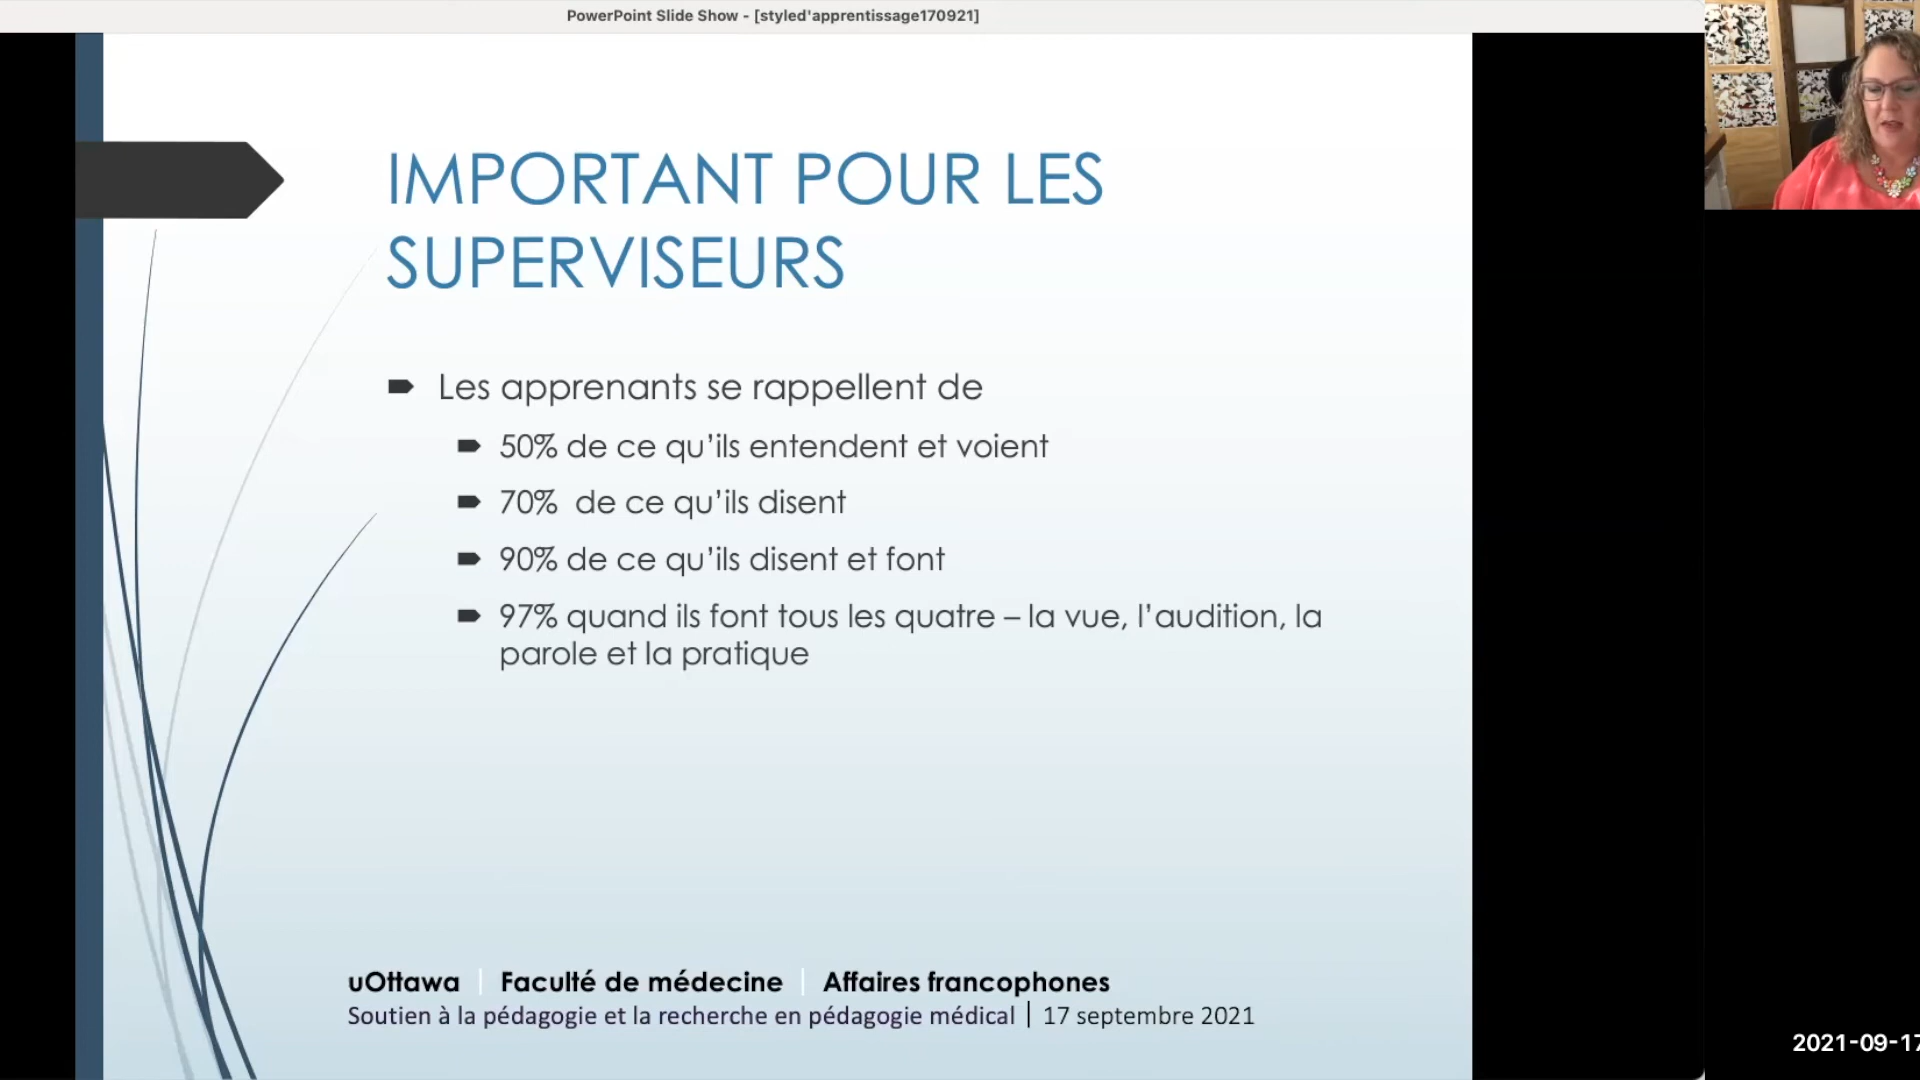 PowerPoint Slide Show - [styled'apprentissage170921]
IMPORTANT POUR LES
SUPERVISEURS
Les apprenants se rappellent de
50% de ce qu’ils entendent et voient
70% de ce qu’ils disent
90% de ce qu’ils disent et font
97% quand ils font tous les quatre – la vue, l’audition, la
parole et la pratique
uOttawa | Faculté de médecine | Affaires francophones
Soutien à la pédagogie et la recherche en pédagogie médical | 17 septembre 2021
2021-09-17